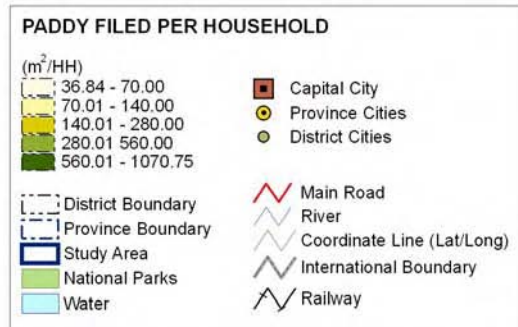 PADDY FILED PER HOUSEHOLD
(m²/HH)
36.84 - 70.00
70.01 - 140.00
140.01 - 280.00
280.01 560.00
560.01 - 1070.75
District Boundary
Province Boundary
Study Area
National Parks
Water
Capital City
Province Cities
District Cities
Main Road
River
Coordinate Line (Lat/Long)
International Boundary
Railway